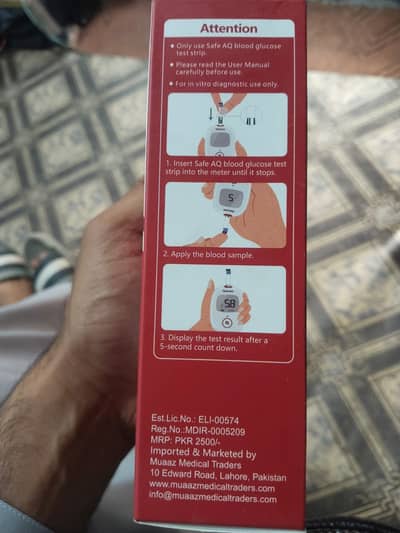 Attention
• Only use Safe AQ blood glucose
test strip.
• Please read the User Manual
carefully before use.
• For in vitro diagnostic use only.
1. Insert Safe AQ blood glucose test
strip into the meter until it stops.
5
2. Apply the blood sample.
5.8
3. Display the test result after a
5-second count down.
Est.Lic.No.: ELI-00574
Reg.No.:MDIR-0005209
MRP: PKR 2500/-
Imported & Marketed by
Muaaz Medical Traders
10 Edward Road, Lahore, Pakistan
www.muaazmedicaltraders.com
info@muaazmedicaltraders.com